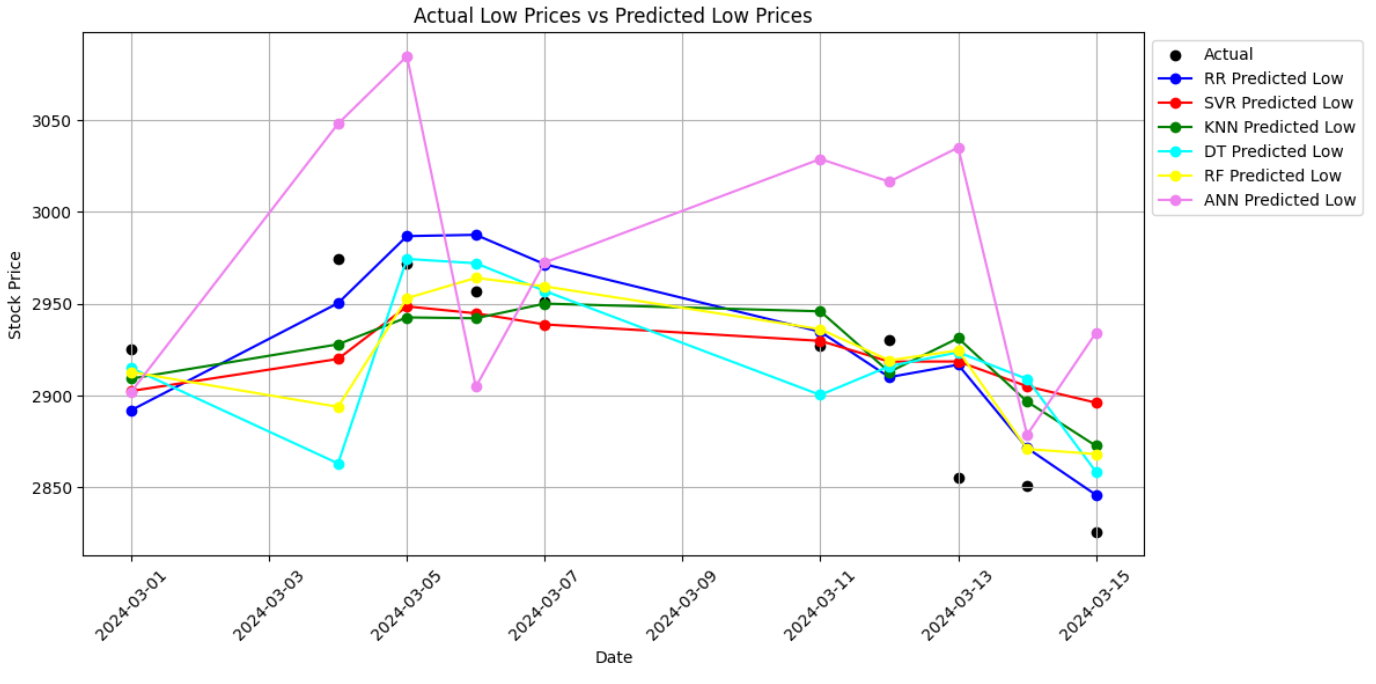 Actual Low Prices vs Predicted Low Prices
Actual
RR Predicted Low
SVR Predicted Low
KNN Predicted Low
DT Predicted Low
RF Predicted Low
ANN Predicted Low
Stock Price
3050
3000
2950
2900
2850
2024-03-01
2024-03-03
2024-03-05
2024-03-07
2024-03-09
2024-03-11
2024-03-13
2024-03-15
Date